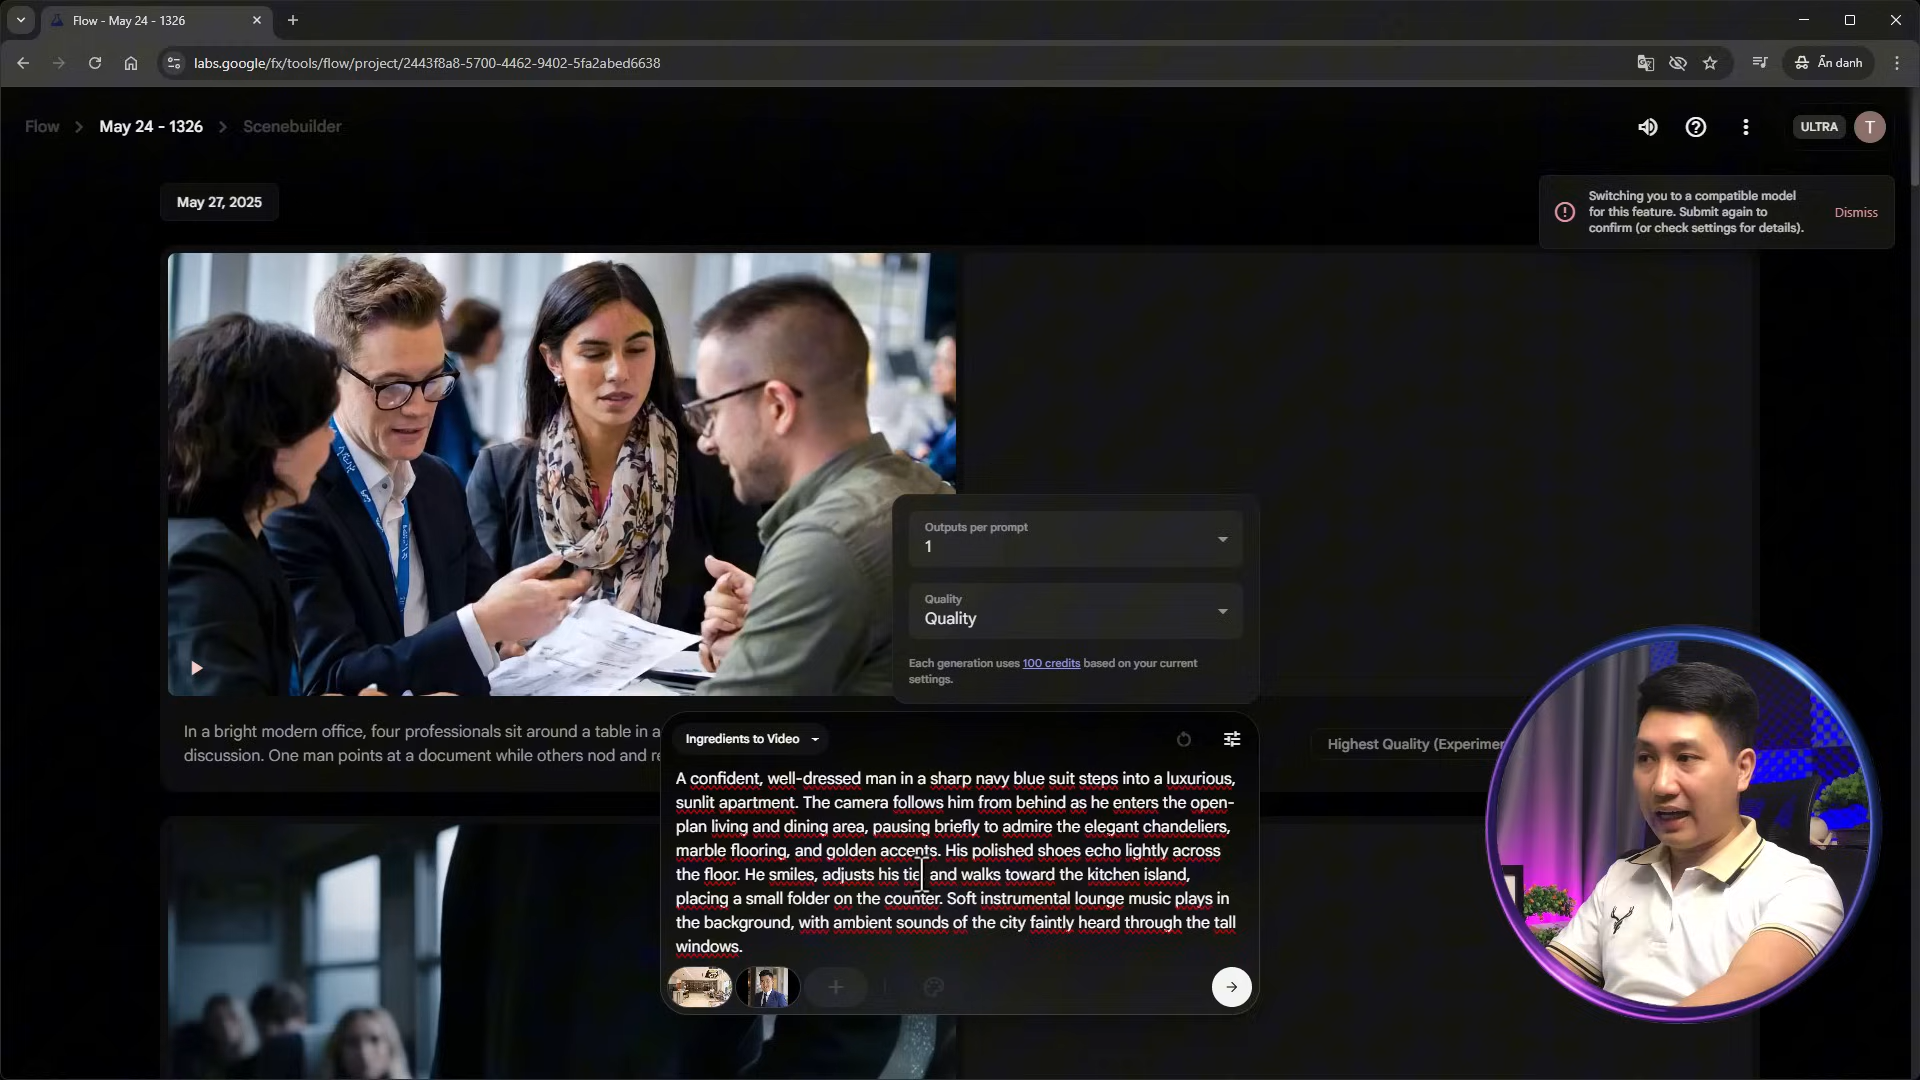 Flow - May 24 - 1326
labs.google/fx/tools/flow/project/2443f8a8-5700-4462-9402-5fa2abed6638
Ẩn danh
Flow > May 24 - 1326 > Scenebuilder
ULTRA
T
May 27, 2025
Switching you to a compatible model
for this feature. Submit again to
confirm (or check settings for details).
Dismiss
Outputs per prompt
1
Quality
Quality
Each generation uses 100 credits based on your current
settings.
In a bright modern office, four professionals sit around a table in a
discussion. One man points at a document while others nod and re
Highest Quality (Experimen
Ingredients to Video
A confident, well-dressed man in a sharp navy blue suit steps into a luxurious,
sunlit apartment. The camera follows him from behind as he enters the open-
plan living and dining area, pausing briefly to admire the elegant chandeliers,
marble flooring, and golden accents. His polished shoes echo lightly across
the floor. He smiles, adjusts his tie, and walks toward the kitchen island,
placing a small folder on the counter. Soft instrumental lounge music plays in
the background, with ambient sounds of the city faintly heard through the tall
windows.